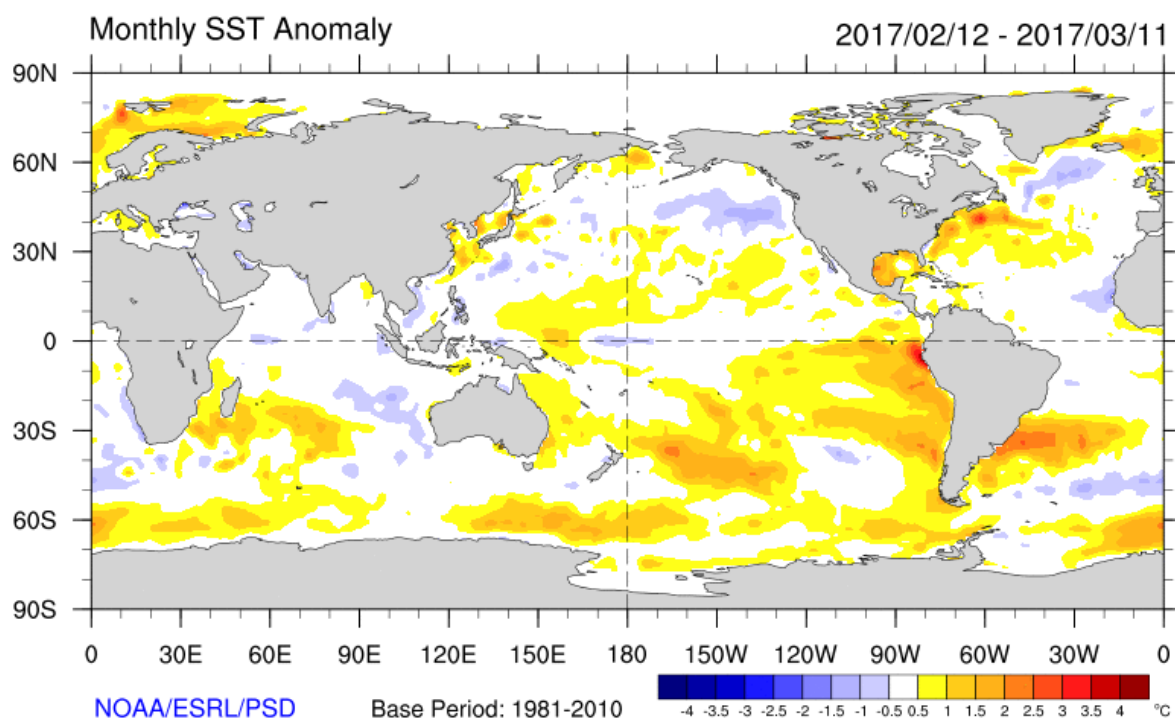 Monthly SST Anomaly 2017/02/12 - 2017/03/11
90N
60N
30N
0
30S
60S
90S
0 30E 60E 90E 120E 150E 180 150W 120W 90W 60W 30W 0
-4 -3.5 -3 -2.5 -2 -1.5 -1 -0.5 0.5 1 1.5 2 2.5 3 3.5 4 °C
NOAA/ESRL/PSD Base Period: 1981-2010